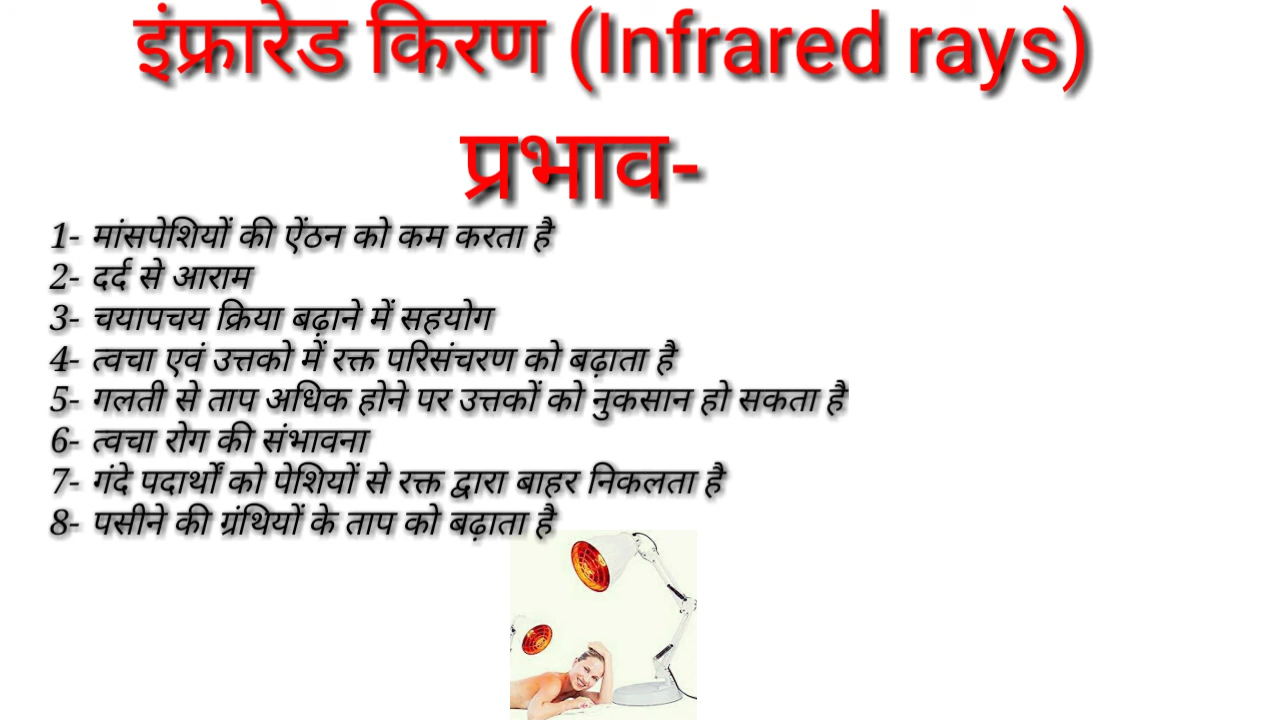 इंफ्रारेड किरण (Infrared rays)
प्रभाव-
1- मांसपेशियों की ऐंठन को कम करता है
2- दर्द से आराम
3- चयापचय क्रिया बढ़ाने में सहयोग
4- त्वचा एवं उत्तको में रक्त परिसंचरण को बढ़ाता है
5- गलती से ताप अधिक होने पर उत्तकों को नुकसान हो सकता है
6- त्वचा रोग की संभावना
7- गंदे पदार्थों को पेशियों से रक्त द्वारा बाहर निकलता है
8- पसीने की ग्रंथियों के ताप को बढ़ाता है